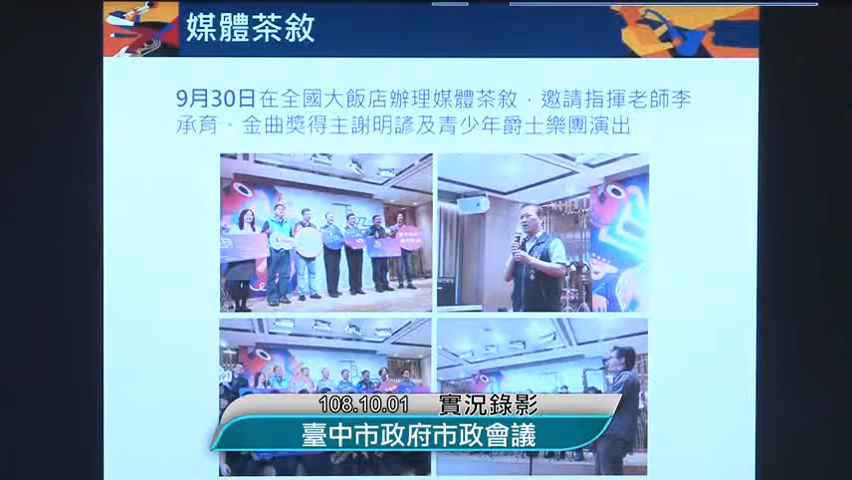 媒體茶敘
9月30日在全國大飯店辦理媒體茶敘，邀請指揮老師李
承育、金曲獎得主謝明諺及青少年爵士樂團演出
108.10.01 實況錄影
臺中市政府市政會議